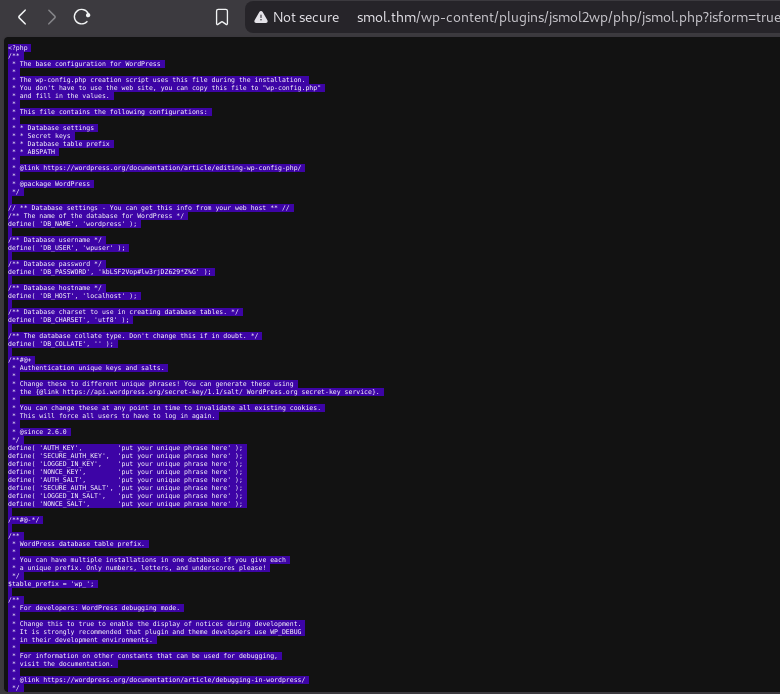 Not secure smol.thm/wp-content/plugins/jsmol2wp/php/jsmol.php?isform=true
<?php
/**
 * The base configuration for WordPress
 *
 * The wp-config.php creation script uses this file during the installation.
 * You don't have to use the web site, you can copy this file to "wp-config.php"
 * and fill in the values.
 *
 * This file contains the following configurations:
 *
 * * Database settings
 * * Secret keys
 * * Database table prefix
 * * ABSPATH
 *
 * @link https://wordpress.org/documentation/article/editing-wp-config-php/
 *
 * @package WordPress
 */
// ** Database settings - You can get this info from your web host ** //
/** The name of the database for WordPress */
define( 'DB_NAME', 'wordpress' );
/** Database username */
define( 'DB_USER', 'wpuser' );
/** Database password */
define( 'DB_PASSWORD', 'kbLSF2Vop#lw3rjDZ629*Z%G' );
/** Database hostname */
define( 'DB_HOST', 'localhost' );
/** Database charset to use in creating database tables. */
define( 'DB_CHARSET', 'utf8' );
/** The database collate type. Don't change this if in doubt. */
define( 'DB_COLLATE', '' );
/**#@+
 * Authentication unique keys and salts.
 *
 * Change these to different unique phrases! You can generate these using
 * the {@link https://api.wordpress.org/secret-key/1.1/salt/ WordPress.org secret-key service}.
 *
 * You can change these at any point in time to invalidate all existing cookies.
 * This will force all users to have to log in again.
 *
 * @since 2.6.0
 */
define( 'AUTH_KEY',         'put your unique phrase here' );
define( 'SECURE_AUTH_KEY',  'put your unique phrase here' );
define( 'LOGGED_IN_KEY',    'put your unique phrase here' );
define( 'NONCE_KEY',        'put your unique phrase here' );
define( 'AUTH_SALT',        'put your unique phrase here' );
define( 'SECURE_AUTH_SALT', 'put your unique phrase here' );
define( 'LOGGED_IN_SALT',   'put your unique phrase here' );
define( 'NONCE_SALT',       'put your unique phrase here' );
/**#@-*/
/**
 * WordPress database table prefix.
 *
 * You can have multiple installations in one database if you give each
 * a unique prefix. Only numbers, letters, and underscores please!
 */
$table_prefix = 'wp_';
/**
 * For developers: WordPress debugging mode.
 *
 * Change this to true to enable the display of notices during development.
 * It is strongly recommended that plugin and theme developers use WP_DEBUG
 * in their development environments.
 *
 * For information on other constants that can be used for debugging,
 * visit the documentation.
 *
 * @link https://wordpress.org/documentation/article/debugging-in-wordpress/
 */